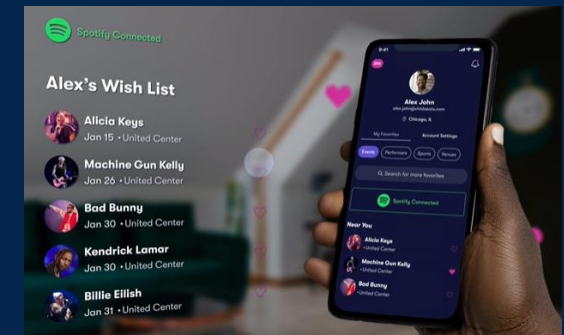 Spotify Connected
Alex's Wish List
Alicia Keys
Jan 15 • United Center
Machine Gun Kelly
Jan 26 • United Center
Bad Bunny
Jan 30 • United Center
Kendrick Lamar
Jan 30 • United Center
Billie Eilish
Jan 31 • United Center
9:41
Alex John
Chicago, IL
My Favorites
Account Settings
Events
Performers
Sports
Venues
Search for more favorites
Spotify Connected
Near You
Alicia Keys
•United Center
Machine Gun Kelly
•United Center
Bad Bunny
•United Center